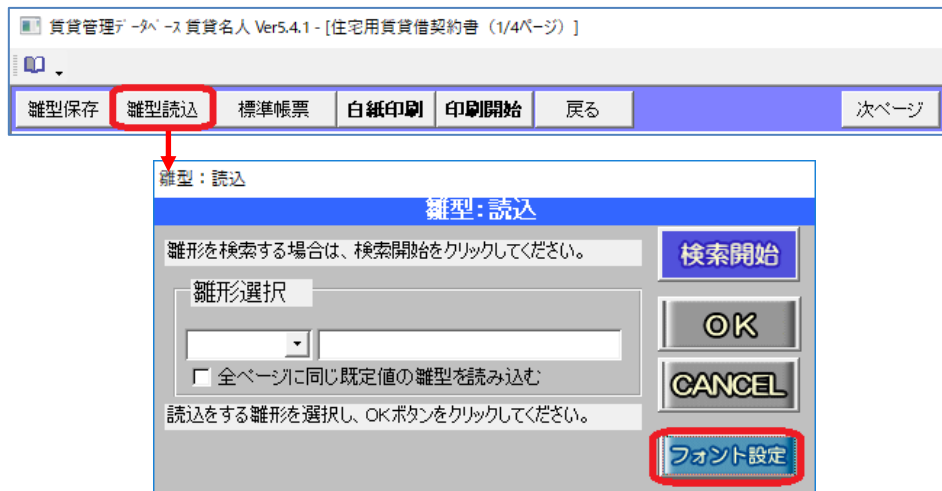 賃貸管理データベース 賃貸名人 Ver5.4.1 - [住宅用賃貸借契約書（1/4ページ）]
雛型保存 雛型読込 標準帳票 白紙印刷 印刷開始 戻る 次ページ
雛型：読込
雛型：読込
雛形を検索する場合は、検索開始をクリックしてください。
検索開始
雛形選択
OK
全ページに同じ既定値の雛型を読み込む
CANCEL
読込をする雛形を選択し、OKボタンをクリックしてください。
フォント設定